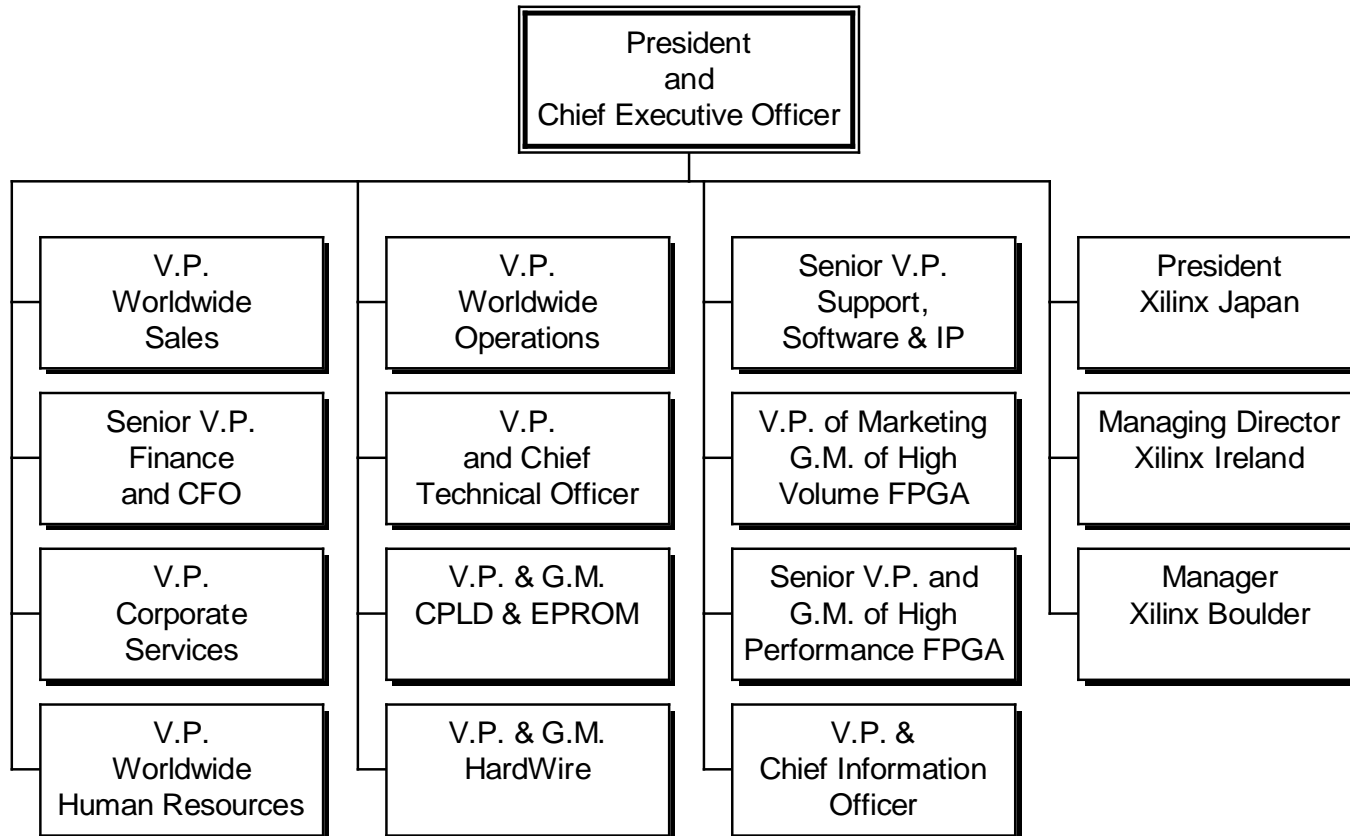 President
and
Chief Executive Officer
V.P.
Worldwide
Sales
V.P.
Worldwide
Operations
Senior V.P.
Support,
Software & IP
President
Xilinx Japan
Senior V.P.
Finance
and CFO
V.P.
and Chief
Technical Officer
V.P. of Marketing
G.M. of High
Volume FPGA
Managing Director
Xilinx Ireland
V.P.
Corporate
Services
V.P. & G.M.
CPLD & EPROM
Senior V.P. and
G.M. of High
Performance FPGA
Manager
Xilinx Boulder
V.P.
Worldwide
Human Resources
V.P. & G.M.
HardWire
V.P. &
Chief Information
Officer